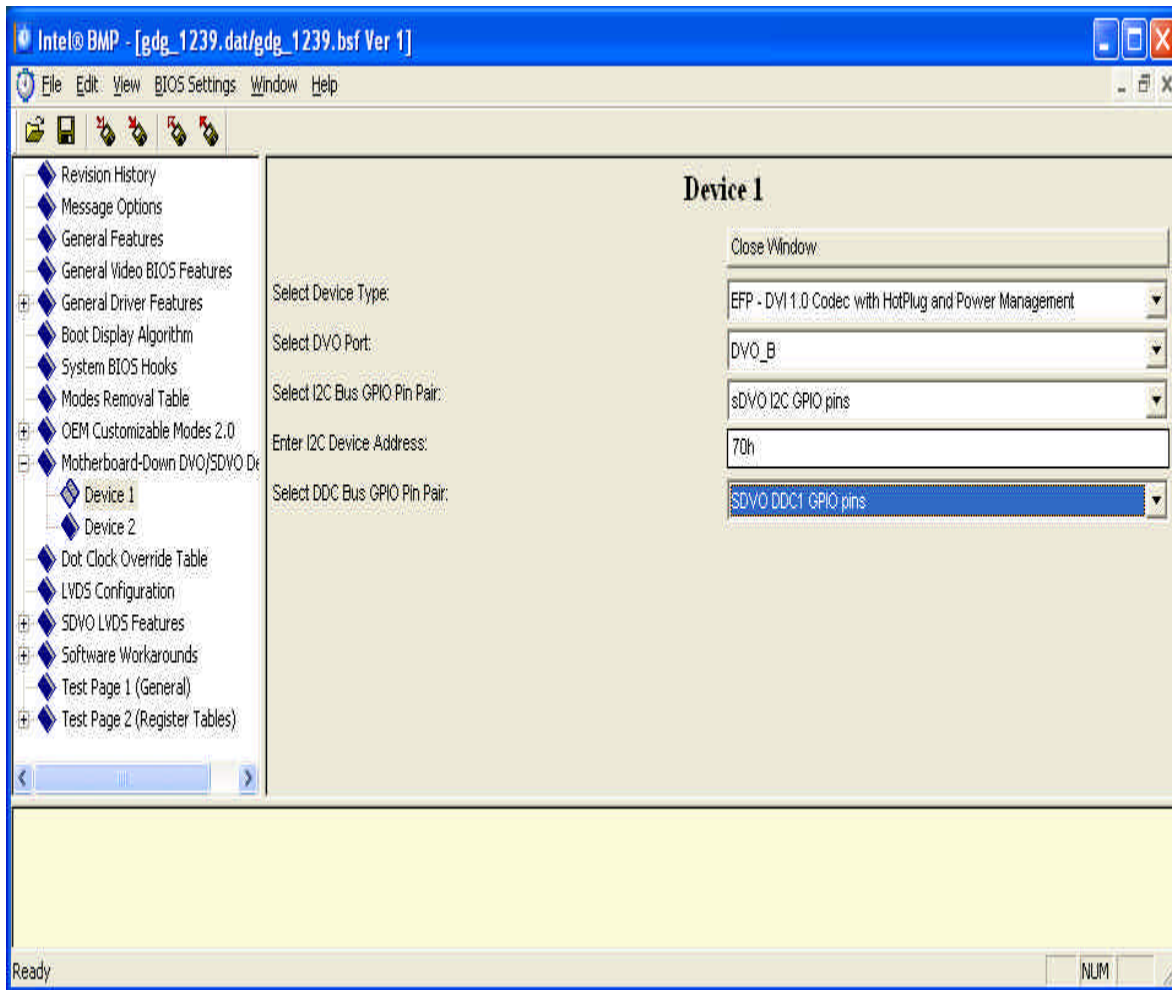 Intel® BMP - [gdg_1239.dat/gdg_1239.bsf Ver 1]
File Edit View BIOS Settings Window Help
Revision History
Message Options
General Features
General Video BIOS Features
General Driver Features
Boot Display Algorithm
System BIOS Hooks
Modes Removal Table
OEM Customizable Modes 2.0
Motherboard-Down DVO/SDVO De
Device 1
Device 2
Dot Clock Override Table
LVDS Configuration
SDVO LVDS Features
Software Workarounds
Test Page 1 (General)
Test Page 2 (Register Tables)
Device 1
Close Window
Select Device Type: EFP - DVI 1.0 Codec with HotPlug and Power Management
Select DVO Port: DVO_B
Select I2C Bus GPIO Pin Pair: sDVO I2C GPIO pins
Enter I2C Device Address: 70h
Select DDC Bus GPIO Pin Pair: SDVO DDC1 GPIO pins
Ready NUM